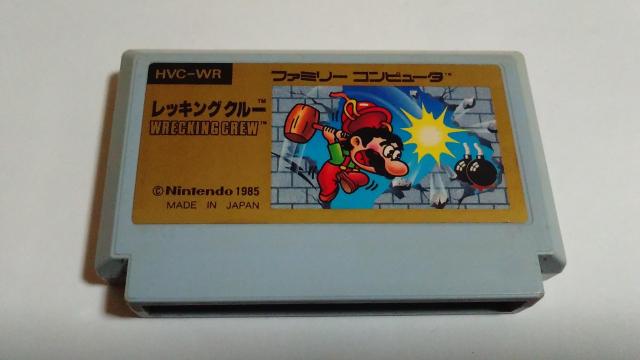 HVC-WR
ファミリー コンピュータ™
レッキングクルー™
WRECKING CREW™
©Nintendo 1985
MADE IN JAPAN